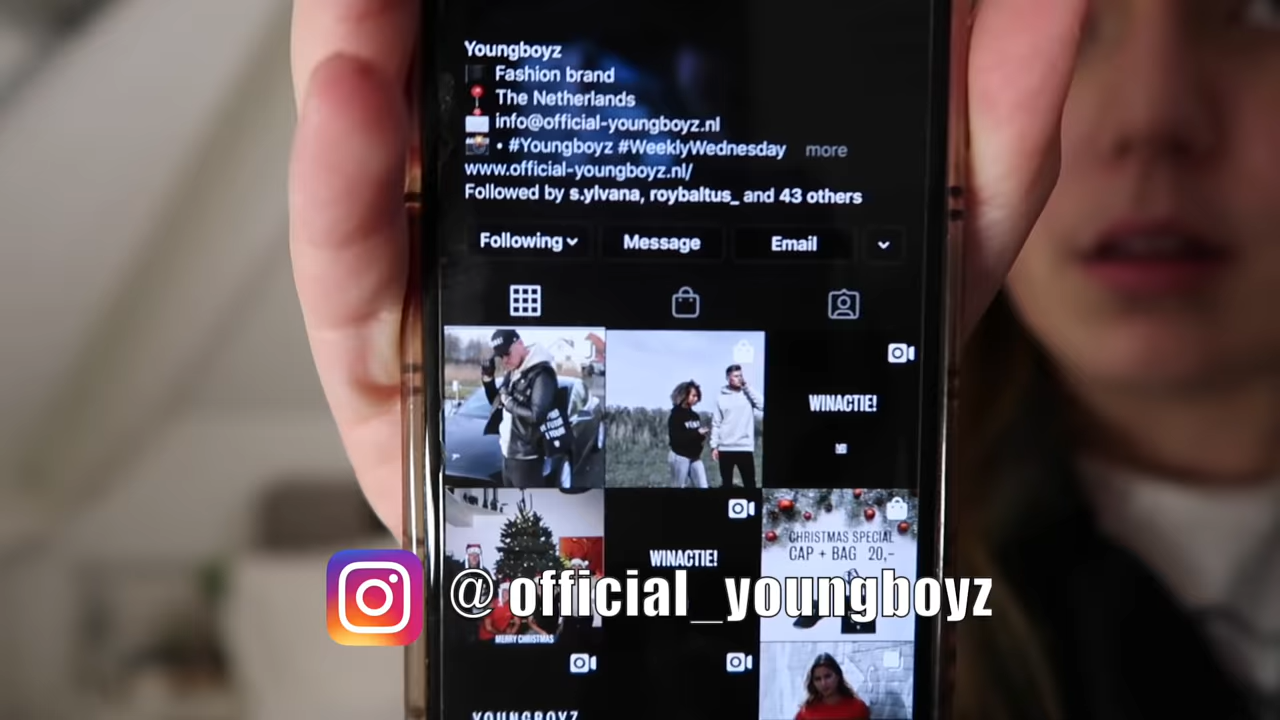 Youngboyz
Fashion brand
The Netherlands
info@official-youngboyz.nl
• #Youngboyz #WeeklyWednesday more
www.official-youngboyz.nl/
Followed by s.ylvana, roybaltus_ and 43 others
Following Message Email
WINACTIE!
WINACTIE!
CHRISTMAS SPECIAL
CAP + BAG 20,-
@official_youngboyz
MERRY CHRISTMAS
YOUNGBOYZ